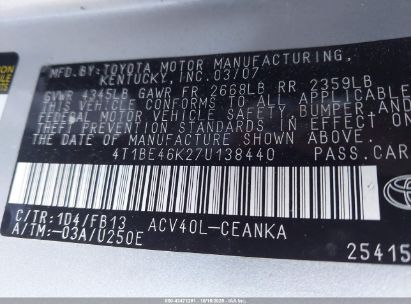 MFD. BY: TOYOTA MOTOR MANUFACTURING,
KENTUCKY, INC. 03/07
GVWR 4345LB GAWR FR 2668LB RR 2359LB
THIS VEHICLE CONFORMS TO ALL APPLICABLE
FEDERAL MOTOR VEHICLE SAFETY, BUMPER AND
THEFT PREVENTION STANDARDS IN EFFECT ON
THE DATE OF MANUFACTURE SHOWN ABOVE.
4T1BE46K27U138440 PASS.CAR
C/TR: 1D4/FB13 ACV40L-CEANKA
A/TM: -03A/U250E
25415